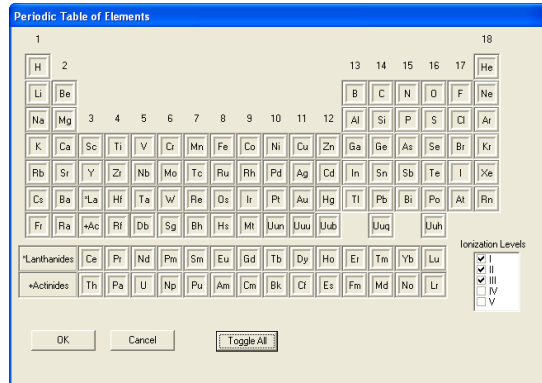 Periodic Table of Elements
1 18
H 2 13 14 15 16 17 He
Li Be B C N O F Ne
Na Mg 3 4 5 6 7 8 9 10 11 12 Al Si P S Cl Ar
K Ca Sc Ti V Cr Mn Fe Co Ni Cu Zn Ga Ge As Se Br Kr
Rb Sr Y Zr Nb Mo Tc Ru Rh Pd Ag Cd In Sn Sb Te I Xe
Cs Ba *La Hf Ta W Re Os Ir Pt Au Hg Tl Pb Bi Po At Rn
Fr Ra +Ac Rf Db Sg Bh Hs Mt Uun Uuu Uub Uuq Uuh
*Lanthanides Ce Pr Nd Pm Sm Eu Gd Tb Dy Ho Er Tm Yb Lu
+Actinides Th Pa U Np Pu Am Cm Bk Cf Es Fm Md No Lr
Ionization Levels
I
II
III
IV
V
OK Cancel Toggle All